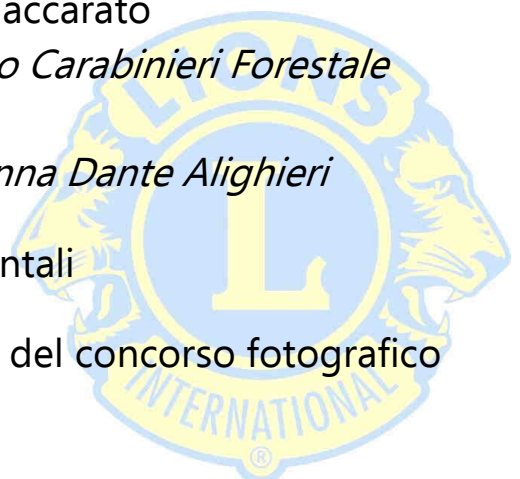 accarato
o Carabinieri Forestale
nna Dante Alighieri
ntali
del concorso fotografico
LIONS
L
INTERNATIONAL
®